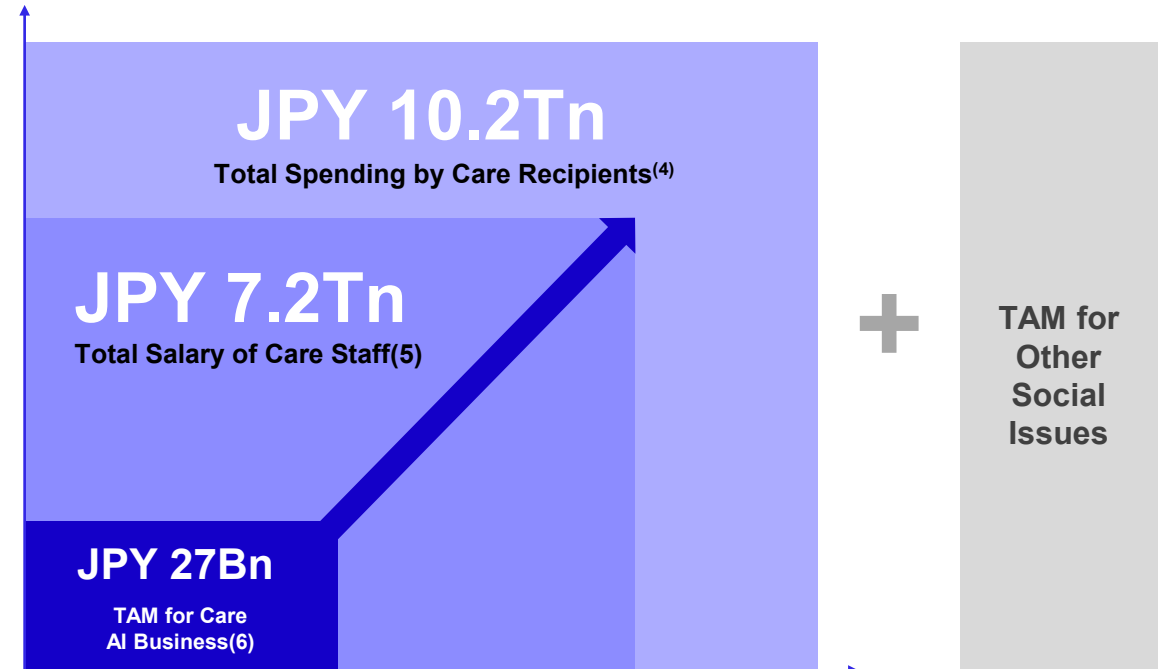 JPY 10.2Tn
Total Spending by Care Recipients(4)
JPY 7.2Tn
Total Salary of Care Staff(5)
JPY 27Bn
TAM for Care
AI Business(6)
+
TAM for
Other
Social
Issues